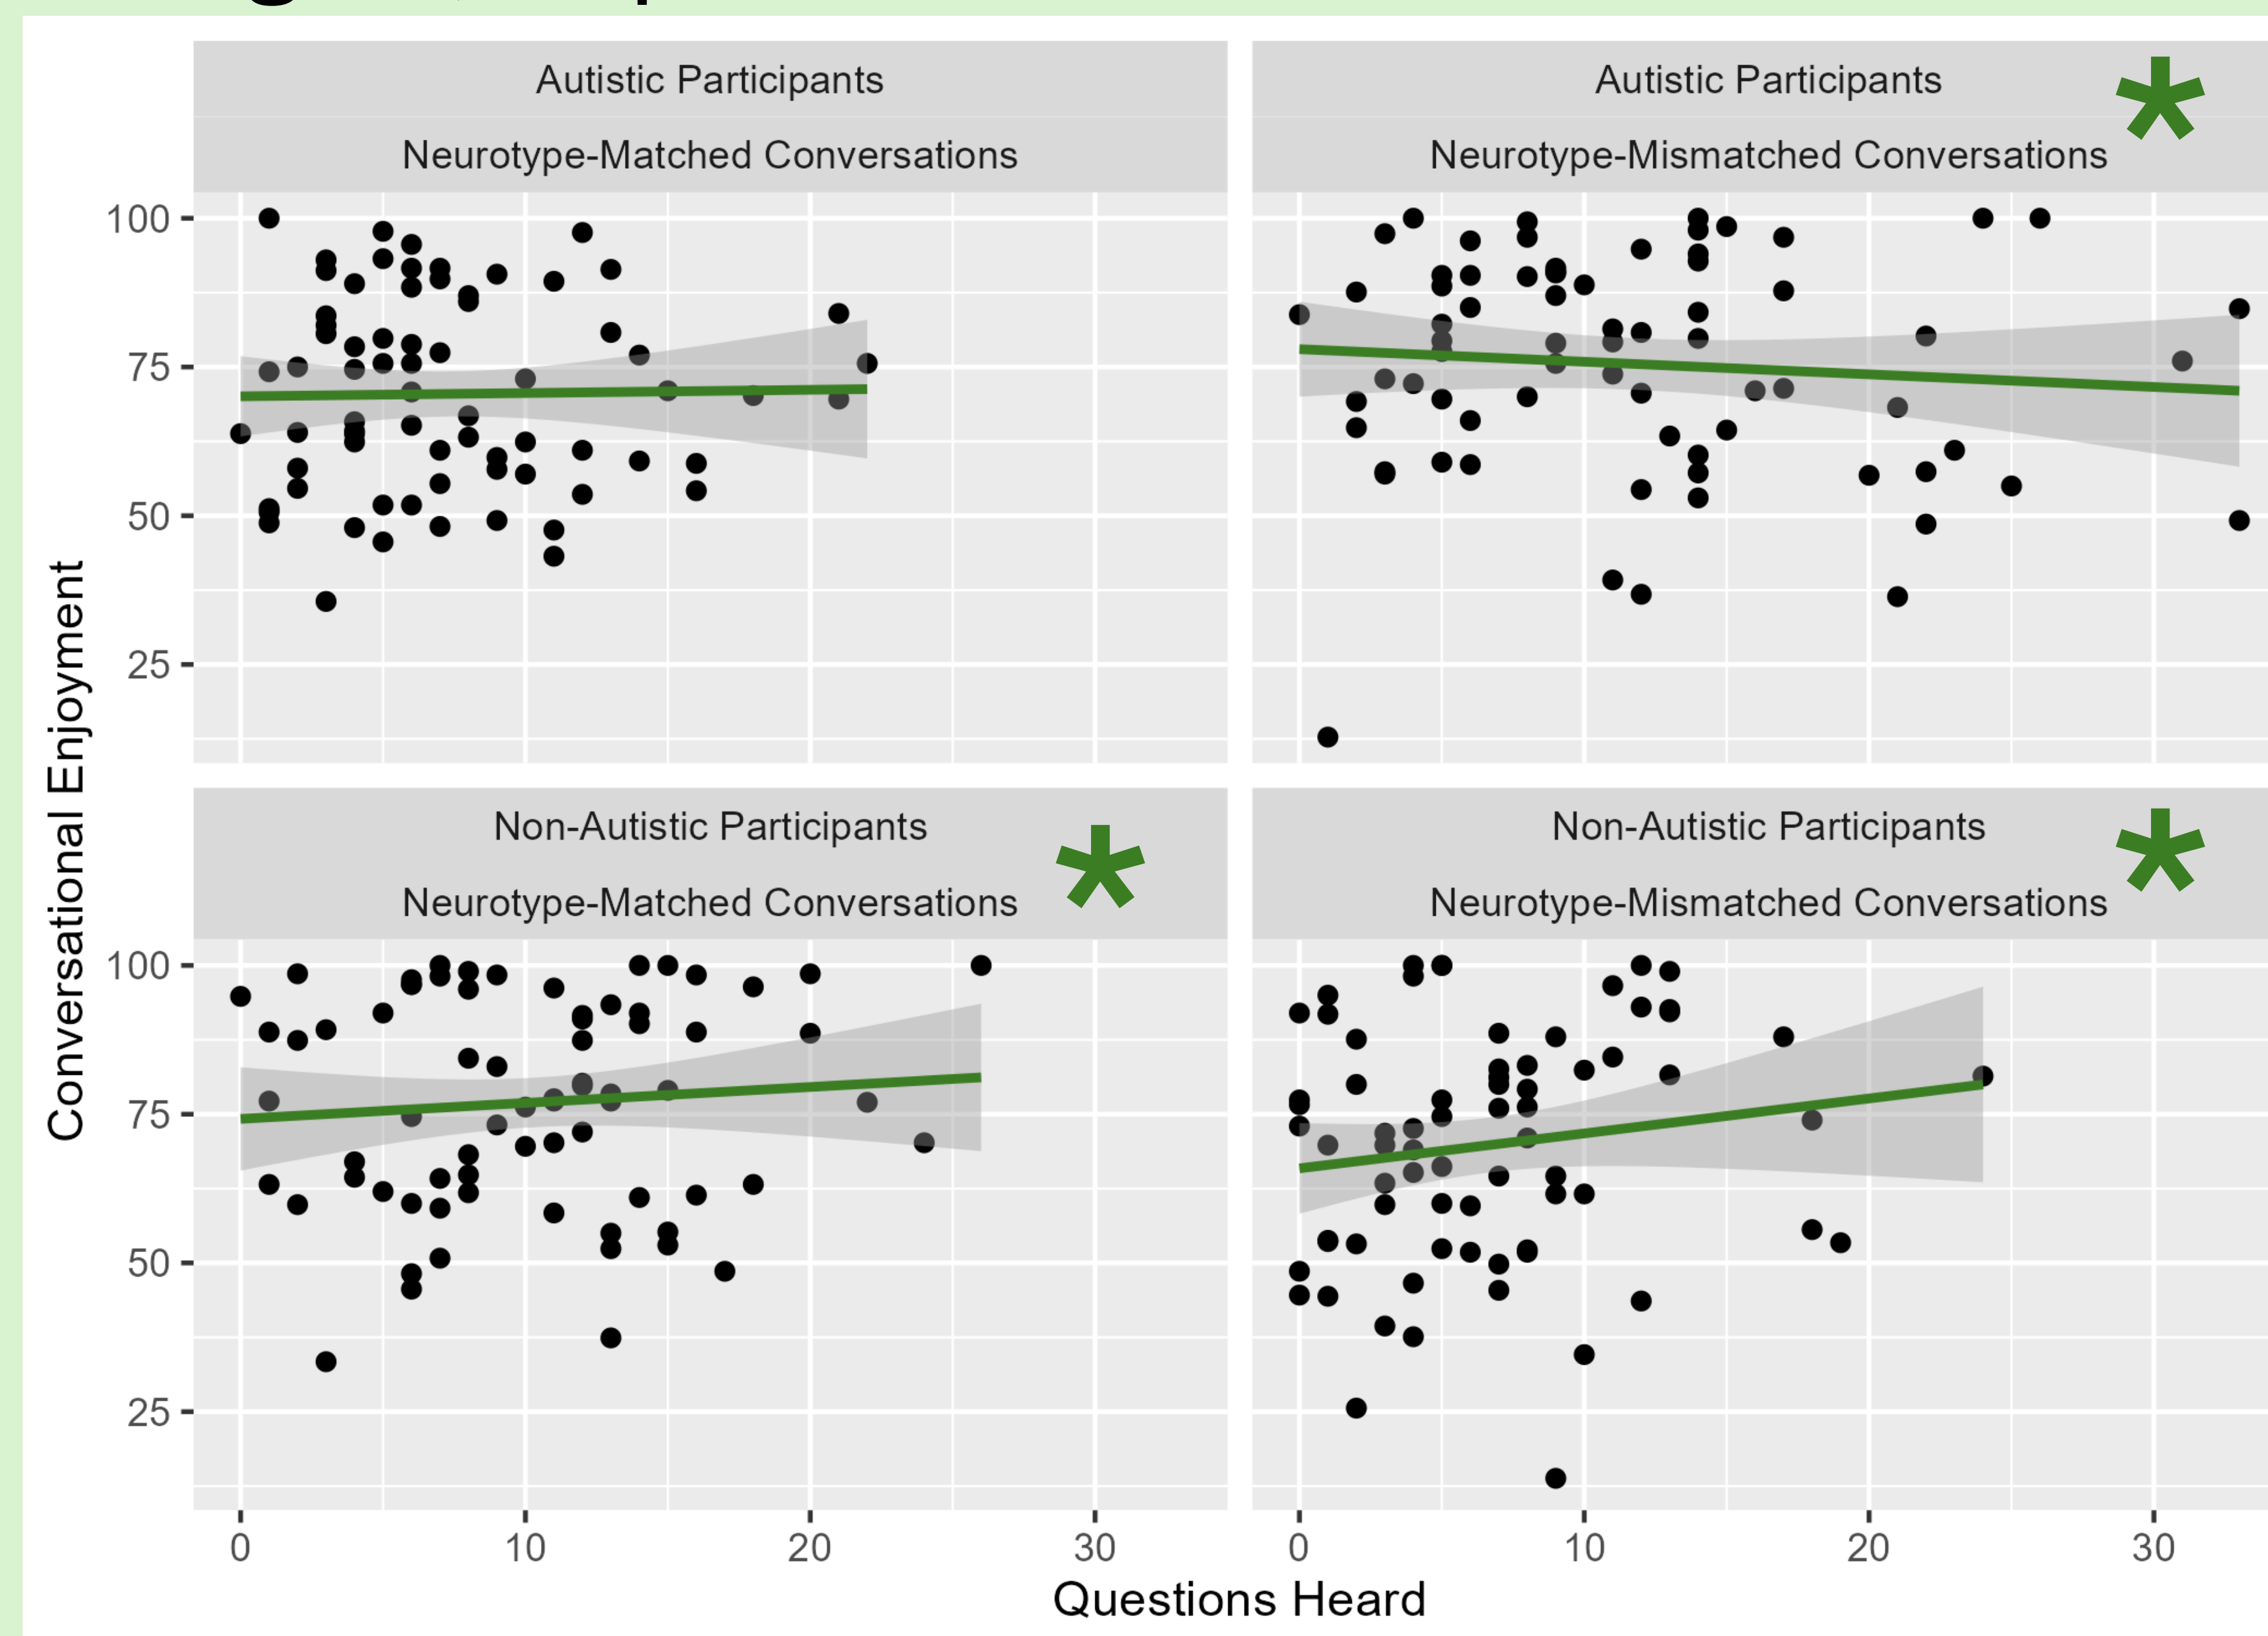 Autistic Participants
Neurotype-Matched Conversations
Autistic Participants *
Neurotype-Mismatched Conversations
100
75
50
25
Non-Autistic Participants
Neurotype-Matched Conversations *
Non-Autistic Participants *
Neurotype-Mismatched Conversations
100
75
50
25
Conversational Enjoyment
0 10 20 30
0 10 20 30
Questions Heard